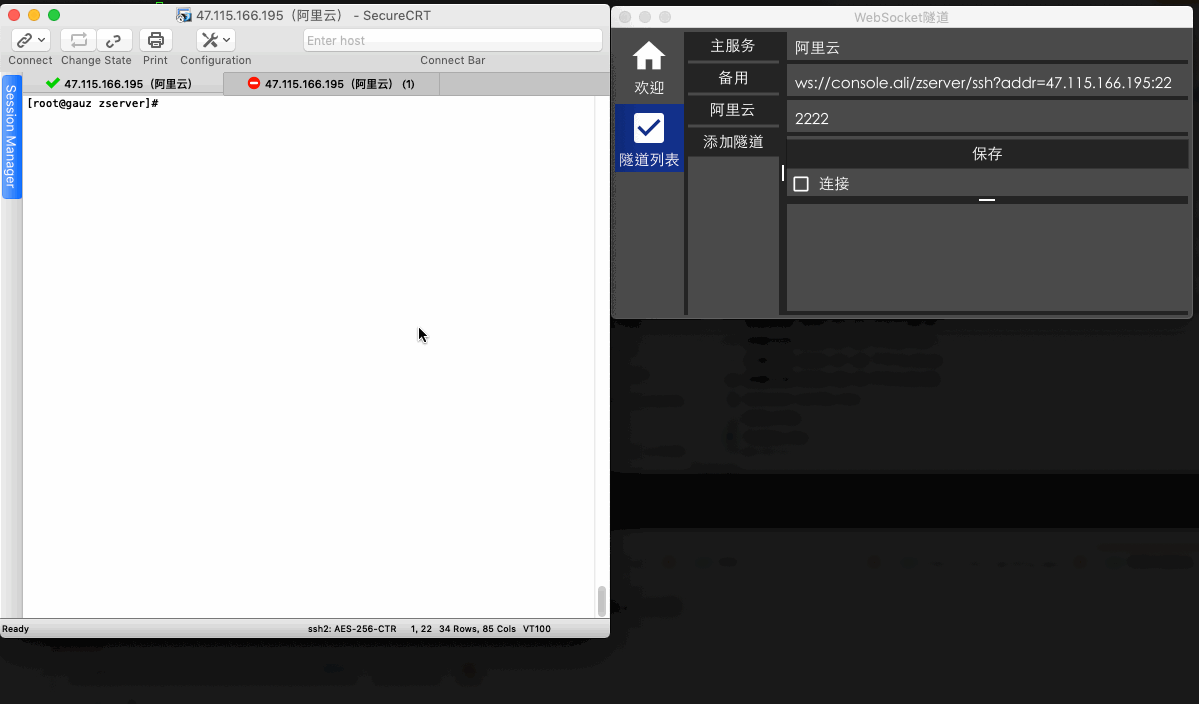 47.115.166.195（阿里云） - SecureCRT
Enter host
Connect Change State Print Configuration Connect Bar
47.115.166.195（阿里云）
47.115.166.195（阿里云） (1)
Session Manager
[root@gauz zserver]#
Ready
ssh2: AES-256-CTR 1, 22 34 Rows, 85 Cols VT100
WebSocket隧道
欢迎
隧道列表
主服务
备用
阿里云
添加隧道
阿里云
ws://console.ali/zserver/ssh?addr=47.115.166.195:22
2222
保存
连接